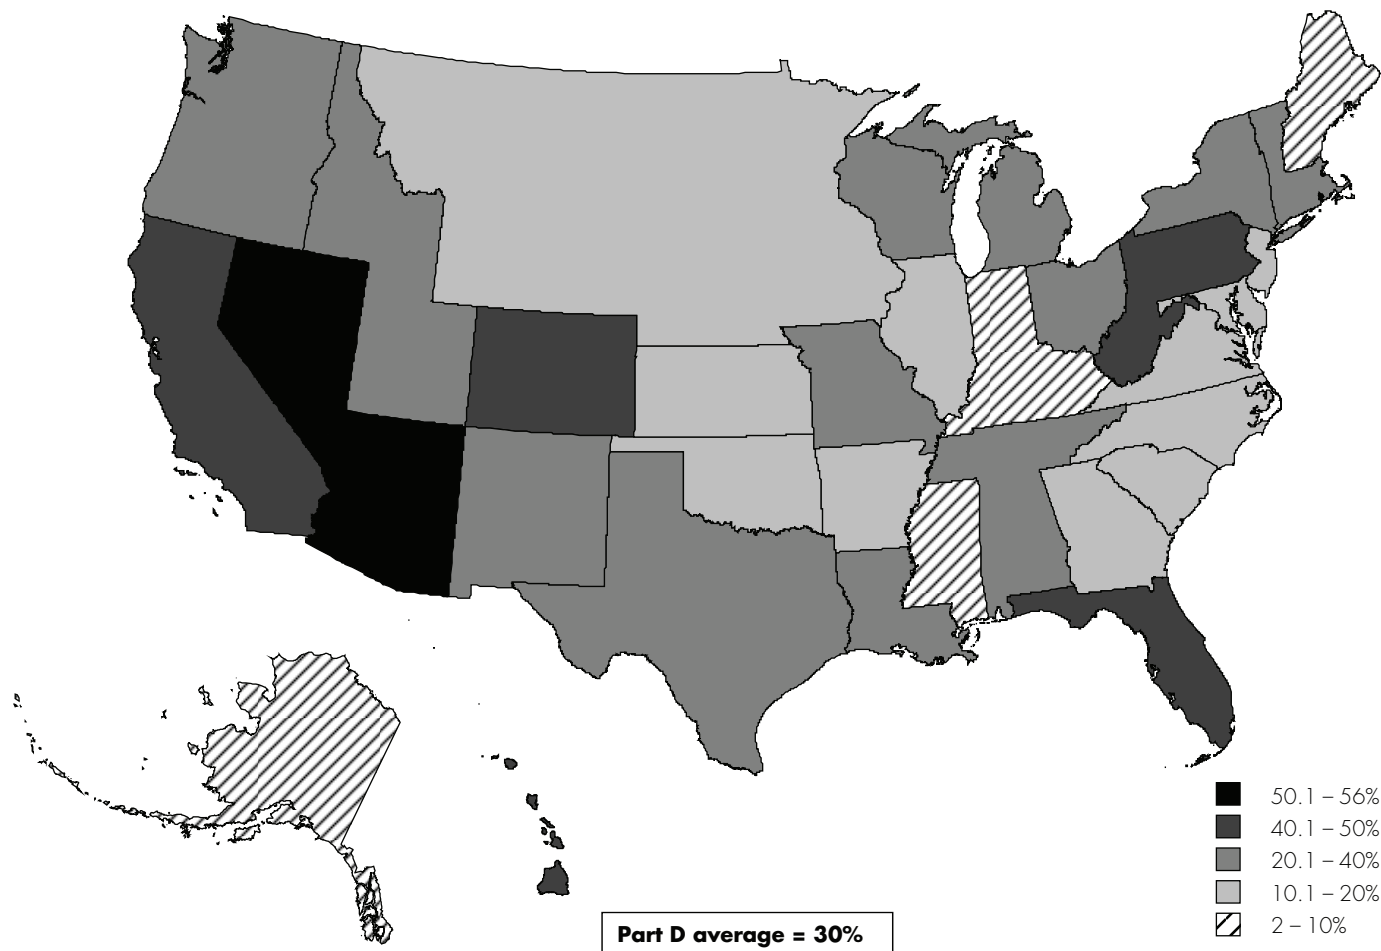 50.1 – 56%
40.1 – 50%
20.1 – 40%
10.1 – 20%
2 – 10%
Part D average = 30%